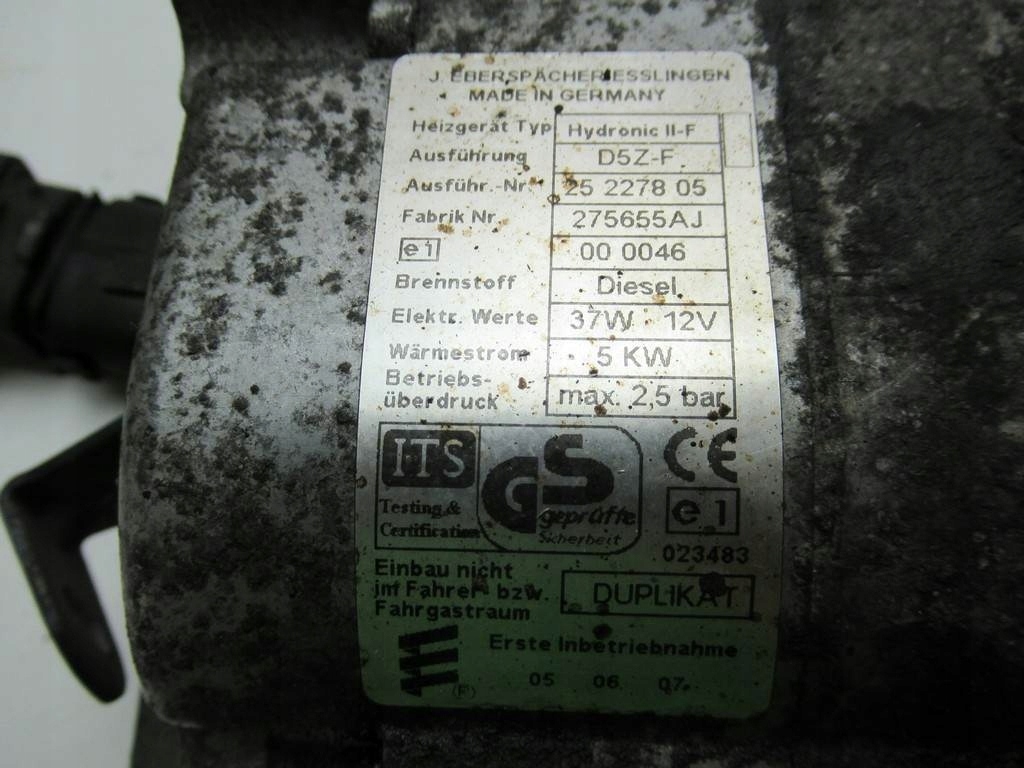 J. EBERSPÄCHER ESSLINGEN
MADE IN GERMANY
Heizgerät Typ Hydronic II-F
Ausführung D5Z-F
Ausführ.-Nr. 25 2278 05
Fabrik Nr. 275655AJ
e1 00 0046
Brennstoff Diesel
Elektr. Werte 37W 12V
Wärmestrom 5 KW
Betriebs-
überdruck max. 2,5 bar
ITS
Testing &
Certification
GS
geprüfte
Sicherheit
CE
e1
023483
Einbau nicht
im Fahrer- bzw.
Fahrgastraum
DUPLIKAT
Erste Inbetriebnahme
05 06 07
®